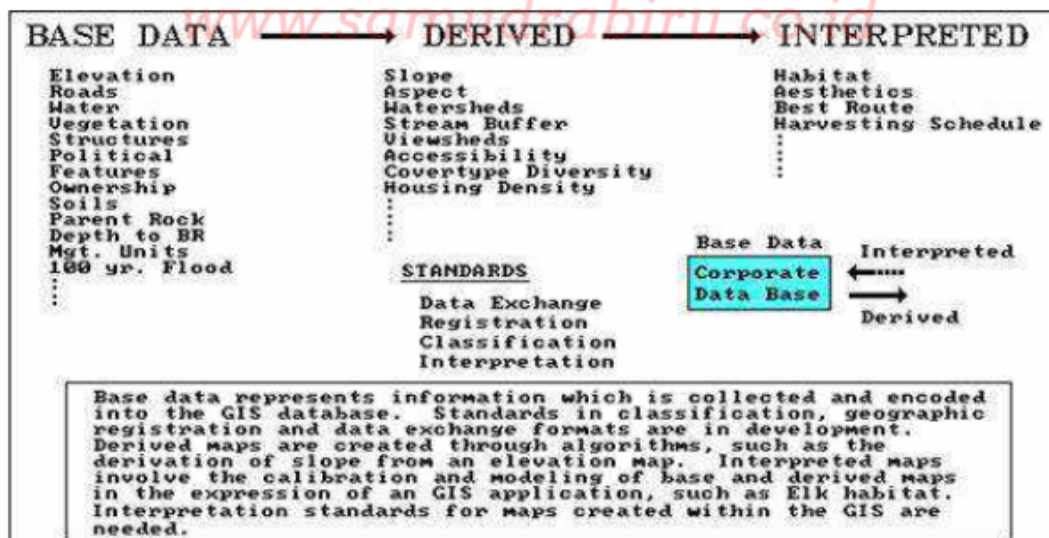 www.samudrabiru.co.id
BASE DATA DERIVED INTERPRETED
Elevation
Roads
Water
Vegetation
Structures
Political
Features
Ownership
Soils
Parent Rock
Depth to BR
Mgt. Units
100 yr. Flood
Slope
Aspect
Watersheds
Stream Buffer
Viewsheds
Accessibility
Covertype Diversity
Housing Density
Habitat
Aesthetics
Best Route
Harvesting Schedule
STANDARDS
Data Exchange
Registration
Classification
Interpretation
Base Data
Corporate
Data Base
Interpreted
Derived
Base data represents information which is collected and encoded
into the GIS database. Standards in classification, geographic
registration and data exchange formats are in development.
Derived maps are created through algorithms, such as the
derivation of slope from an elevation map. Interpreted maps
involve the calibration and modeling of base and derived maps
in the expression of an GIS application, such as Elk habitat.
Interpretation standards for maps created within the GIS are
needed.